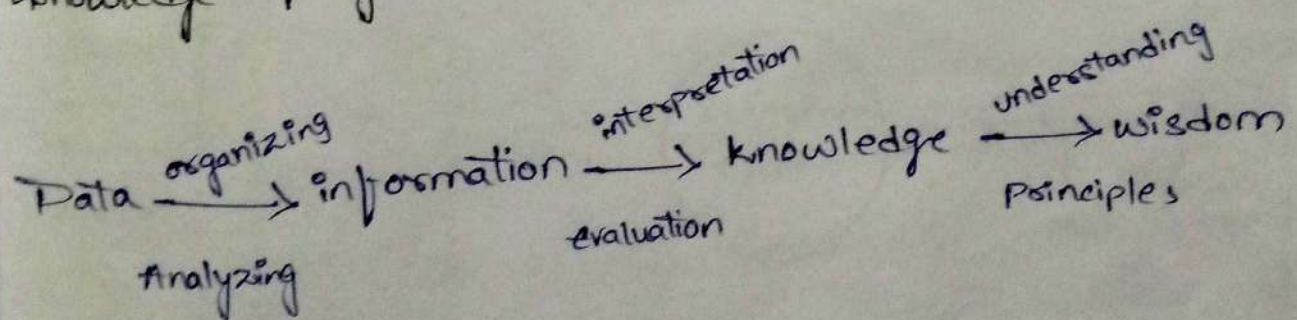 organizing interpretation understanding
Data → information → knowledge → wisdom
Analyzing evaluation principles